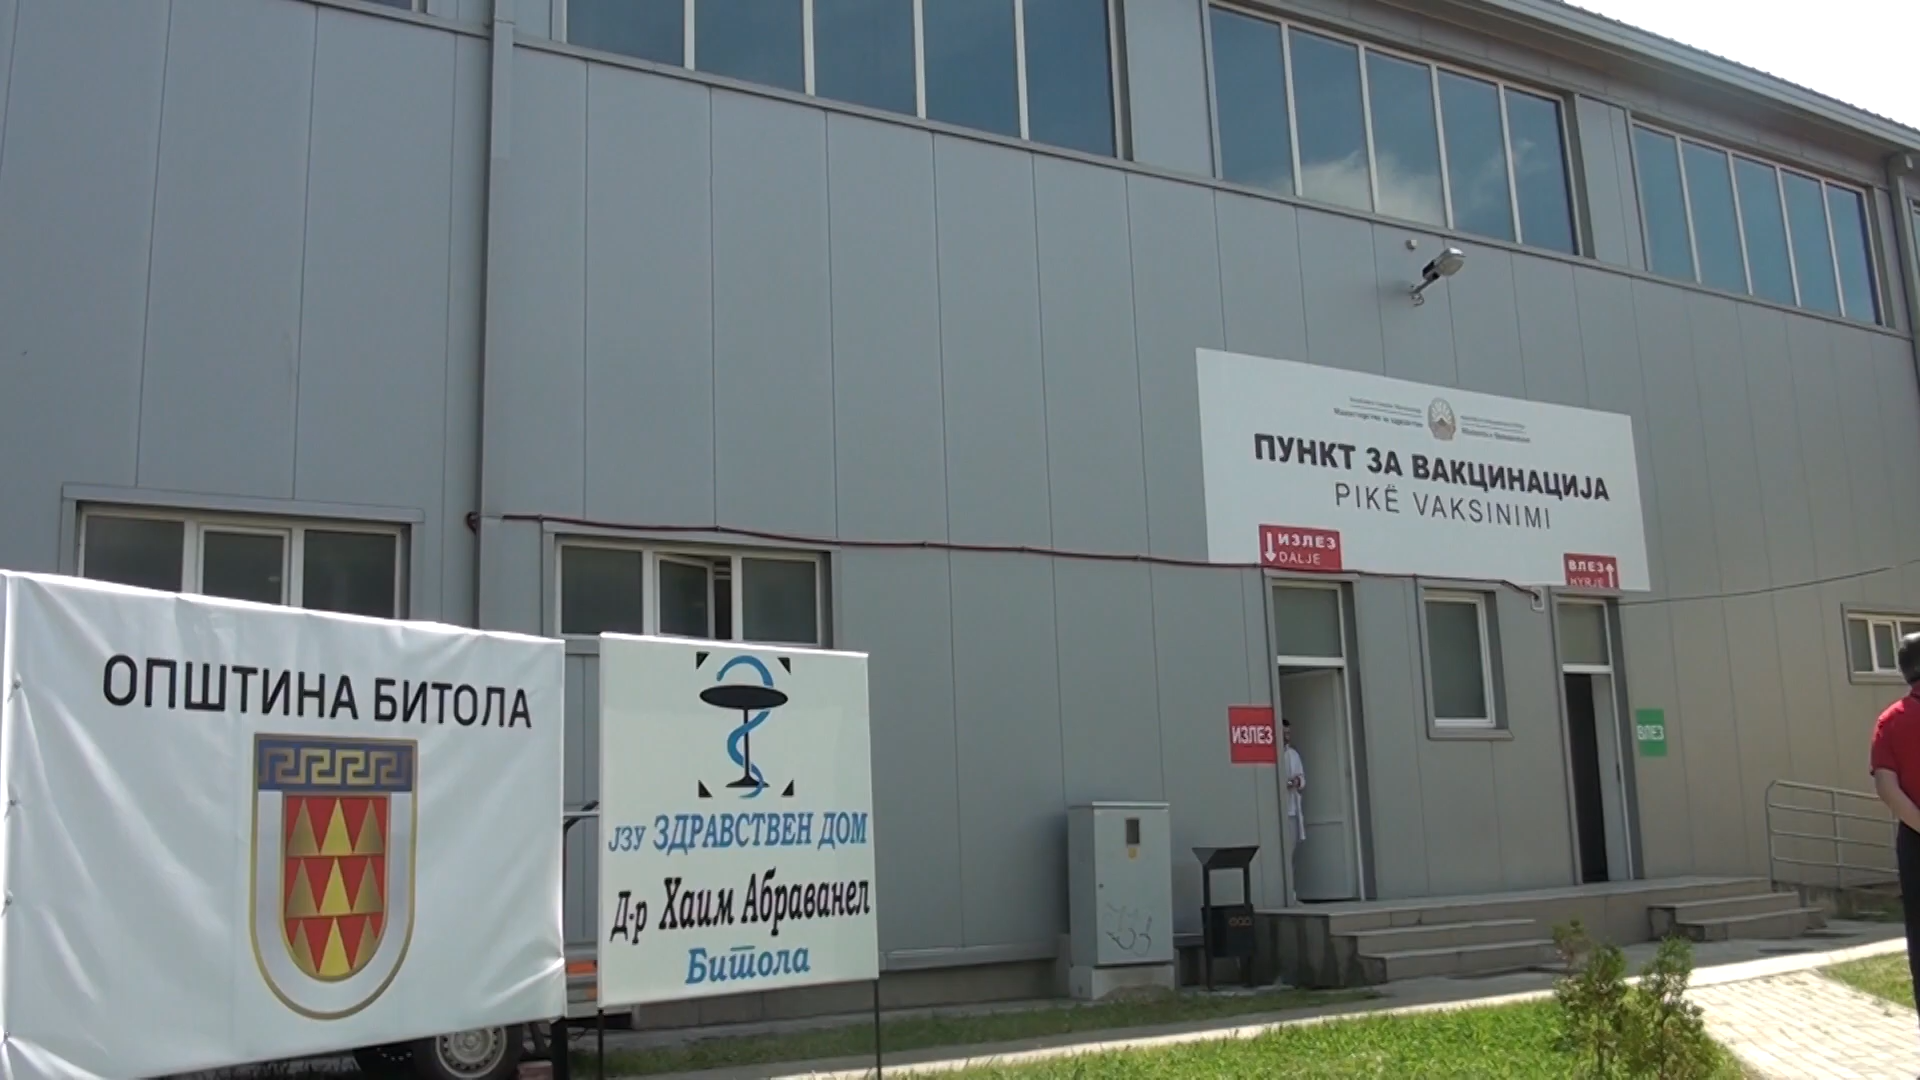 ОПШТИНА БИТОЛА
ЈЗУ ЗДРАВСТВЕН ДОМ
Д-р Хаим Абраванел
Битола
ПУНКТ ЗА ВАКЦИНАЦИЈА
PIKË VAKSINIMI
ИЗЛЕЗ
DALJE
ВЛЕЗ
HYRJE
ИЗЛЕЗ
ВЛЕЗ